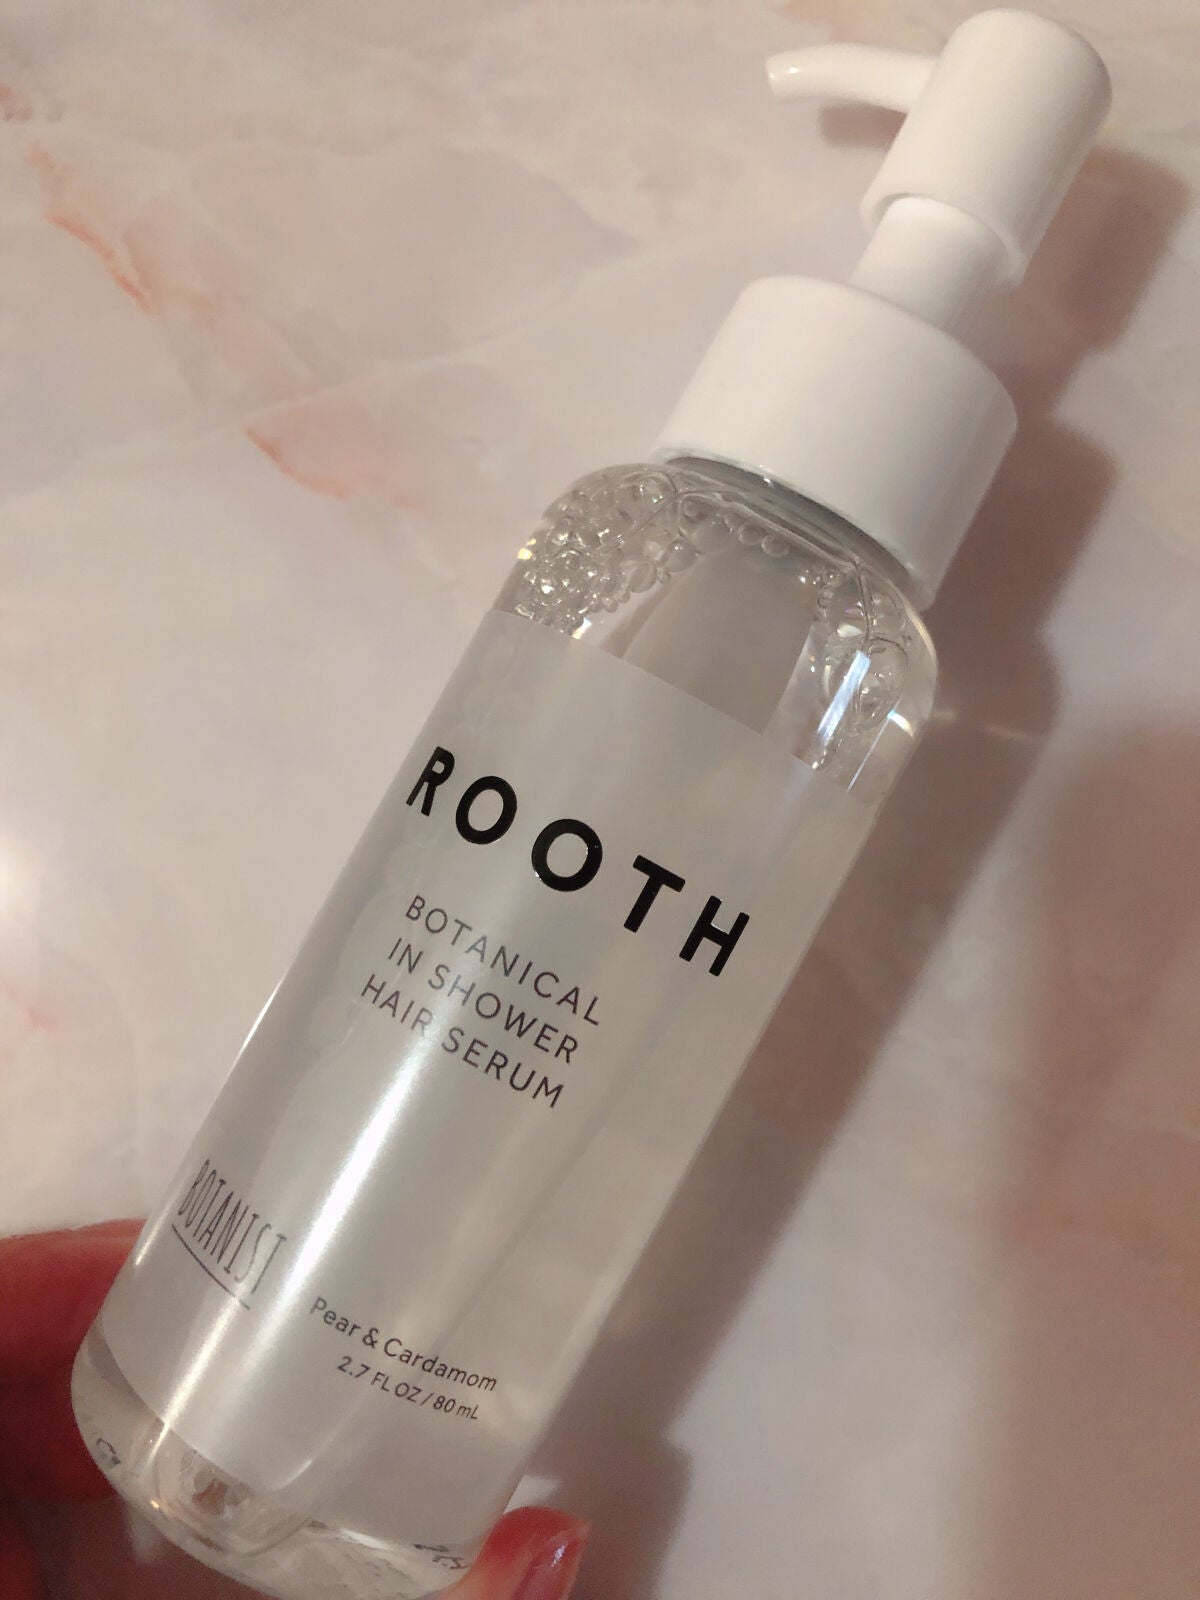 ROOTH
BOTANICAL
IN SHOWER
HAIR SERUM
BOTANIST
Pear & Cardamom
2.7 FL OZ / 80 mL